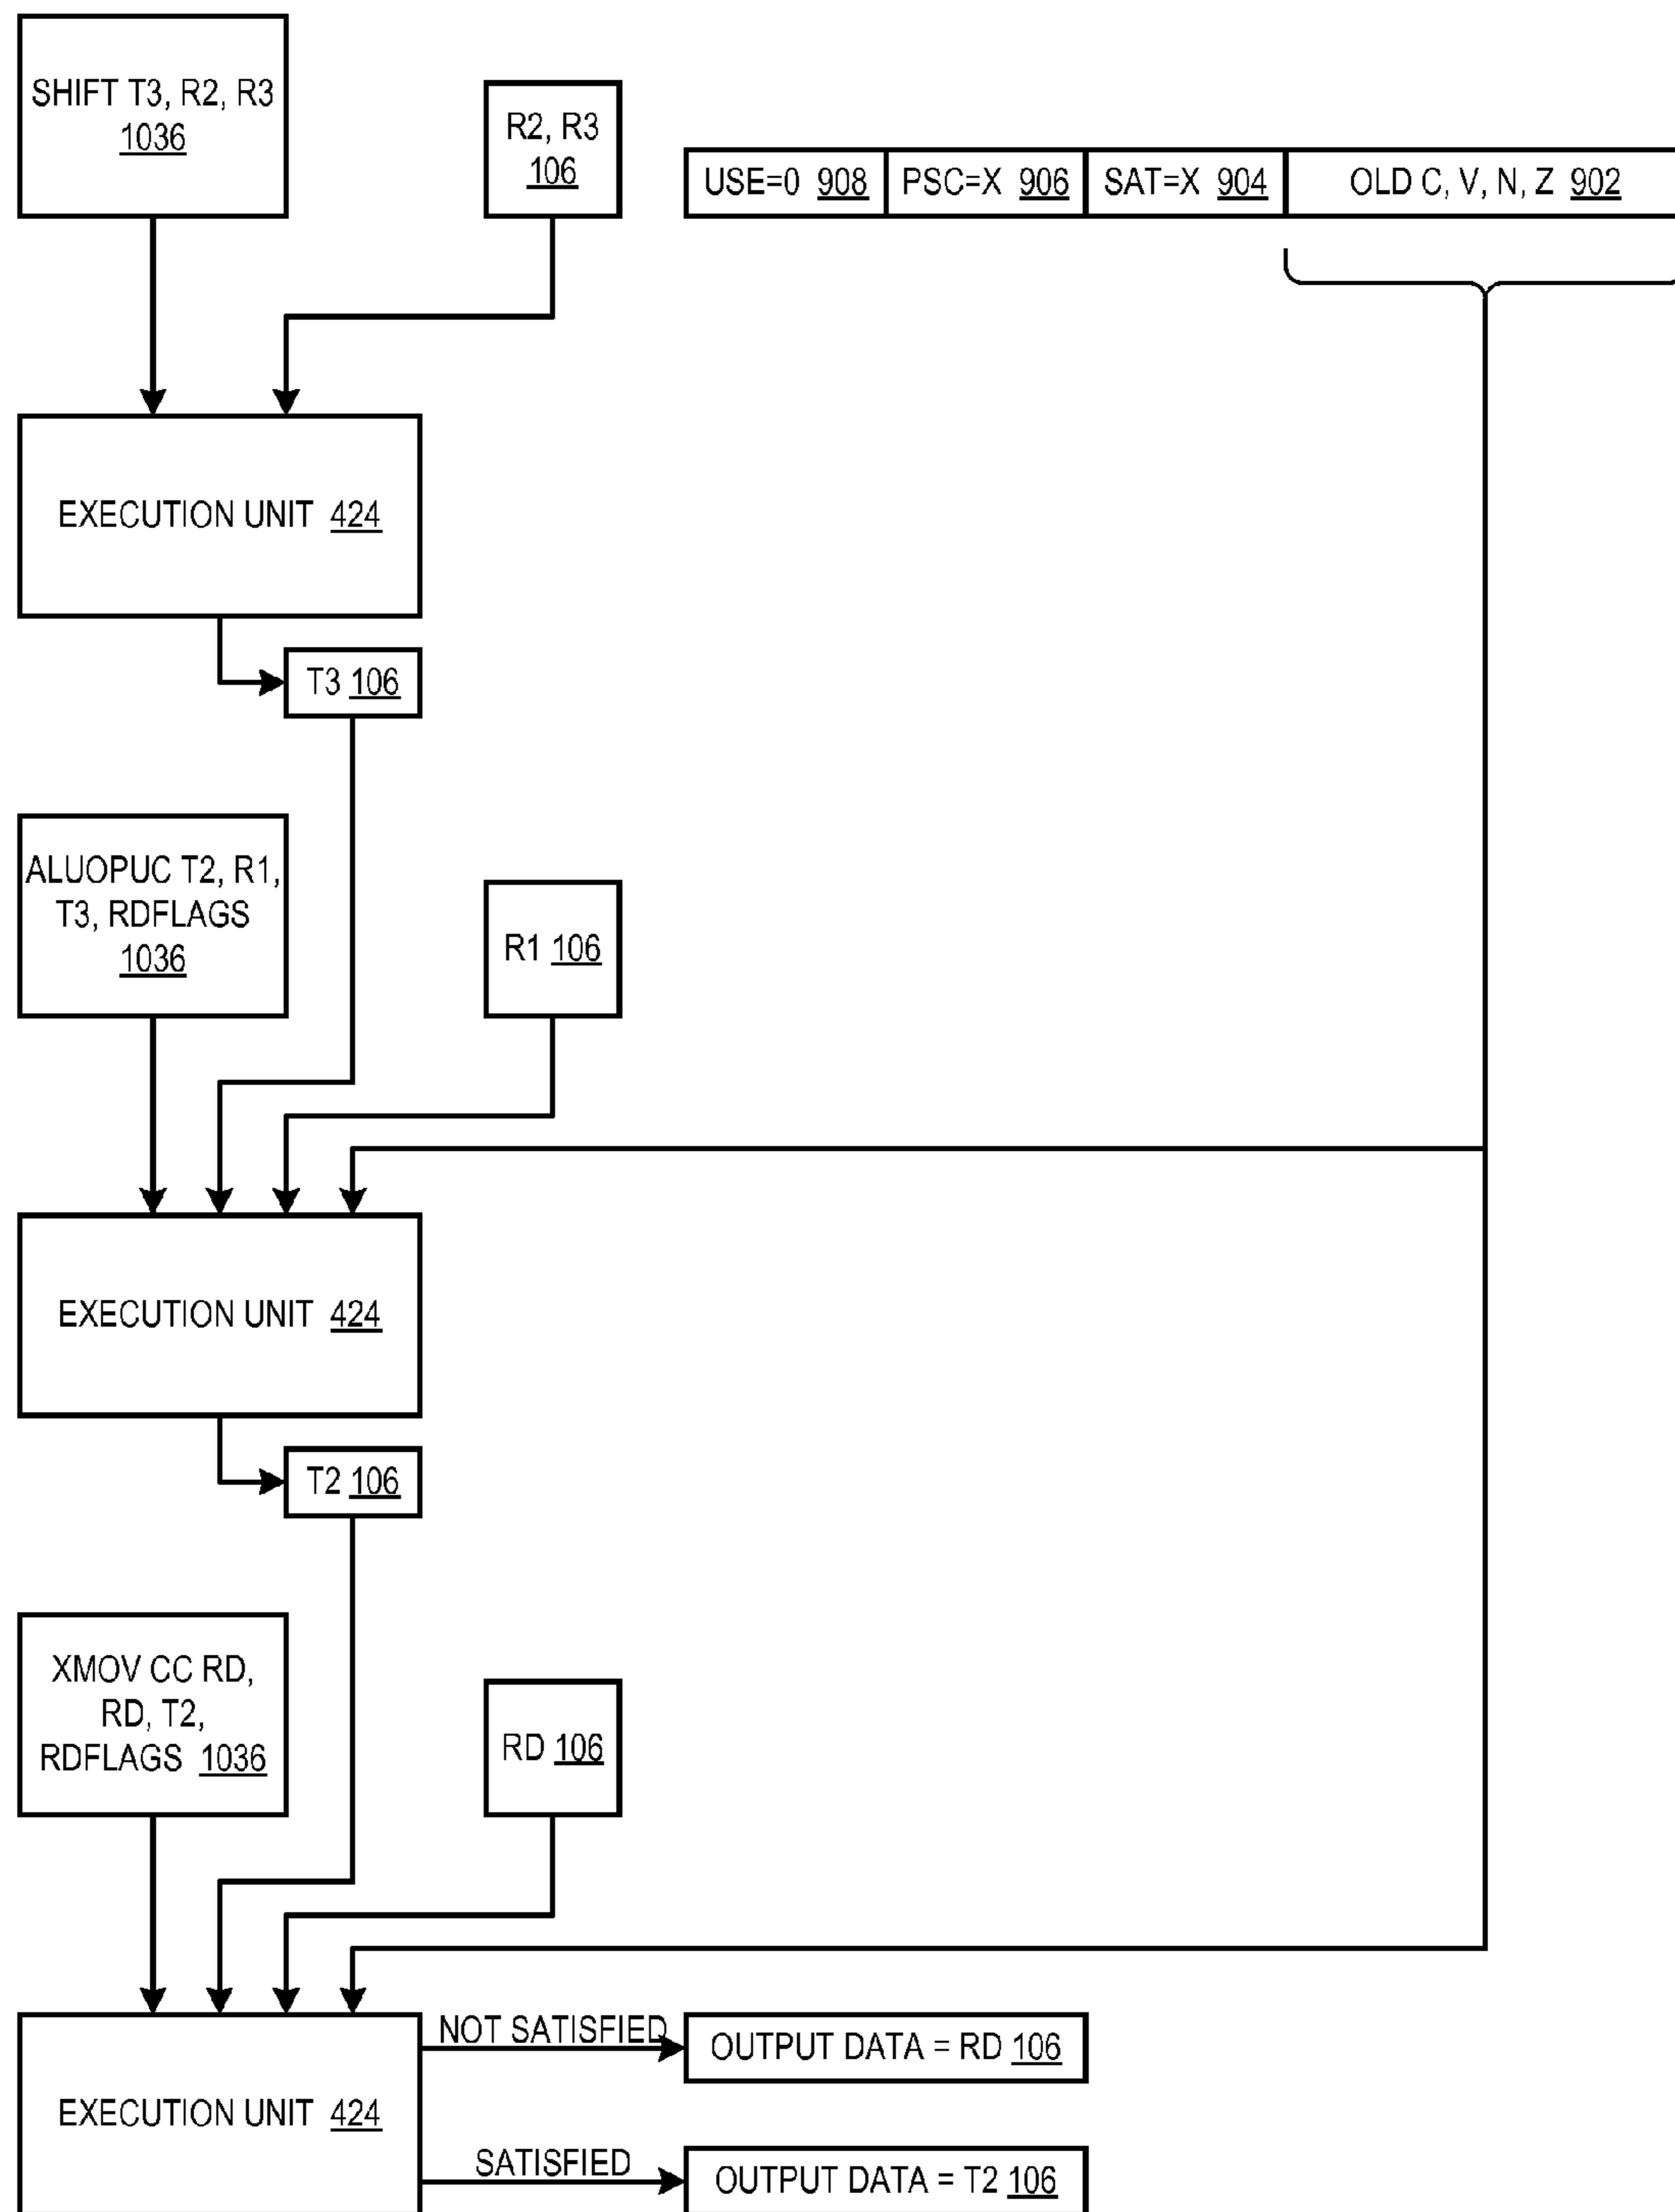 SHIFT T3, R2, R3
1036
R2, R3
106
USE=0 908 PSC=X 906 SAT=X 904 OLD C, V, N, Z 902
EXECUTION UNIT 424
T3 106
ALUOPUC T2, R1,
T3, RDFLAGS
1036
R1 106
EXECUTION UNIT 424
T2 106
XMOV CC RD,
RD, T2,
RDFLAGS 1036
RD 106
NOT SATISFIED
OUTPUT DATA = RD 106
EXECUTION UNIT 424
SATISFIED
OUTPUT DATA = T2 106